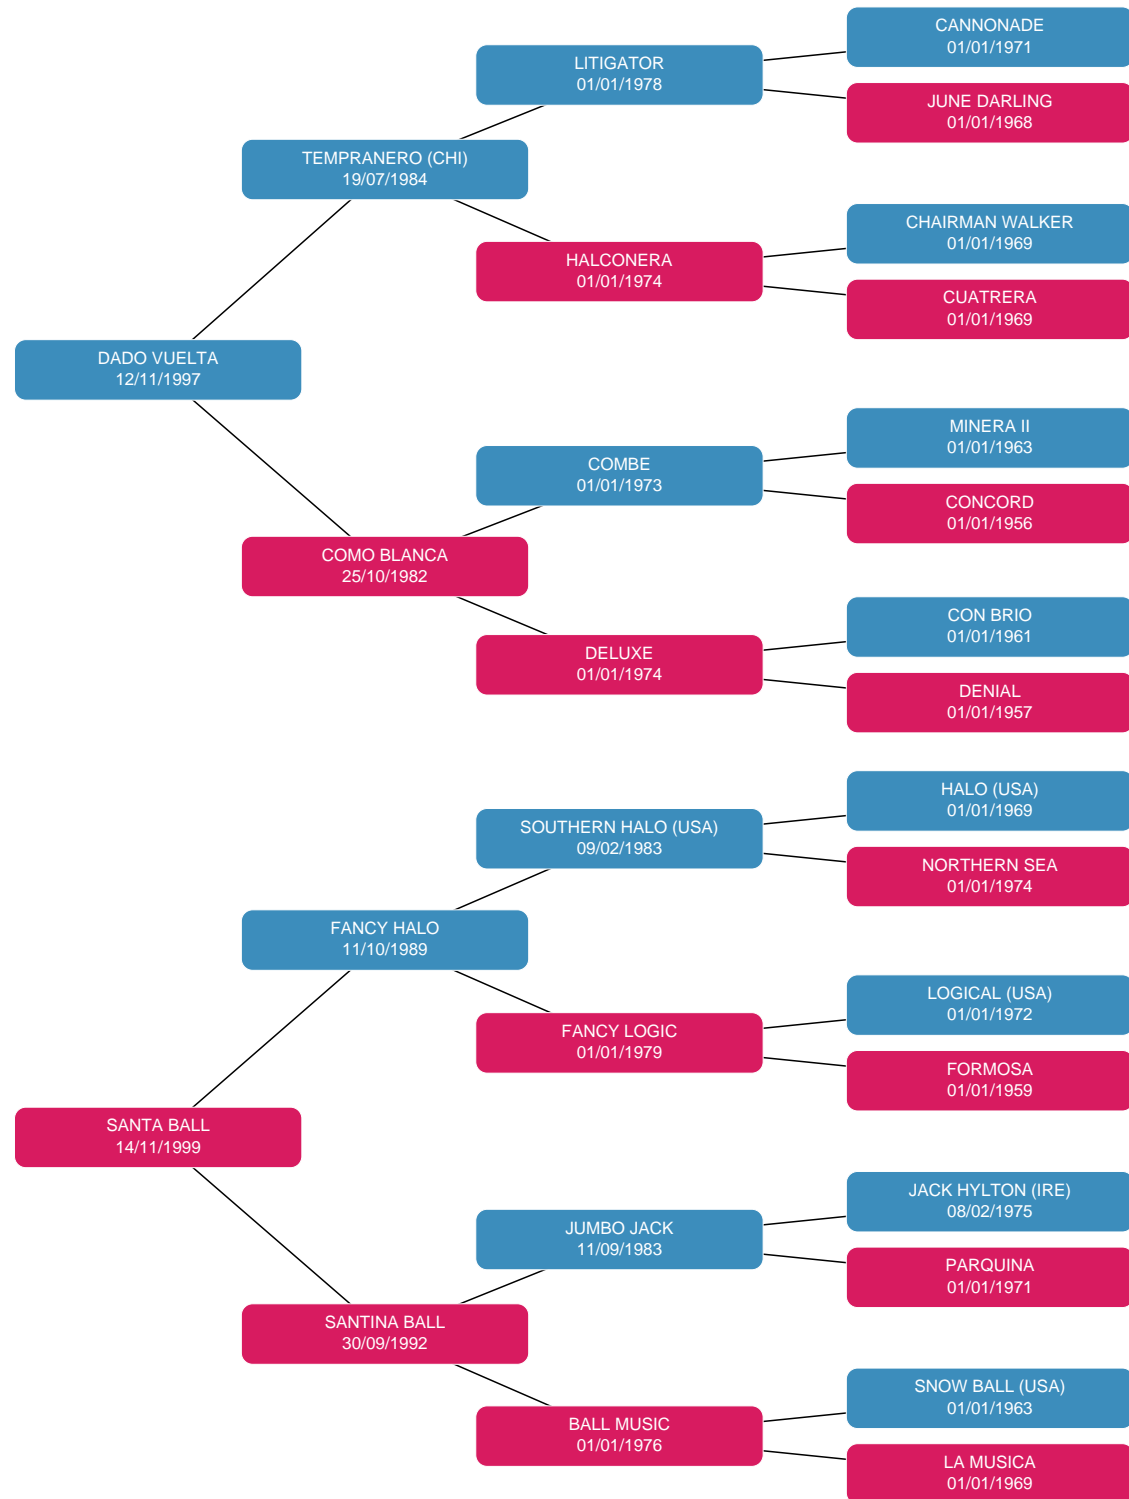 CANNONADE
01/01/1971
LITIGATOR
01/01/1978
JUNE DARLING
01/01/1968
TEMPRANERO (CHI)
19/07/1984
CHAIRMAN WALKER
01/01/1969
HALCONERA
01/01/1974
CUATRERA
01/01/1969
DADO VUELTA
12/11/1997
MINERA II
01/01/1963
COMBE
01/01/1973
CONCORD
01/01/1956
COMO BLANCA
25/10/1982
CON BRIO
01/01/1961
DELUXE
01/01/1974
DENIAL
01/01/1957
HALO (USA)
01/01/1969
SOUTHERN HALO (USA)
09/02/1983
NORTHERN SEA
01/01/1974
FANCY HALO
11/10/1989
LOGICAL (USA)
01/01/1972
FANCY LOGIC
01/01/1979
FORMOSA
01/01/1959
SANTA BALL
14/11/1999
JACK HYLTON (IRE)
08/02/1975
JUMBO JACK
11/09/1983
PARQUINA
01/01/1971
SANTINA BALL
30/09/1992
SNOW BALL (USA)
01/01/1963
BALL MUSIC
01/01/1976
LA MUSICA
01/01/1969